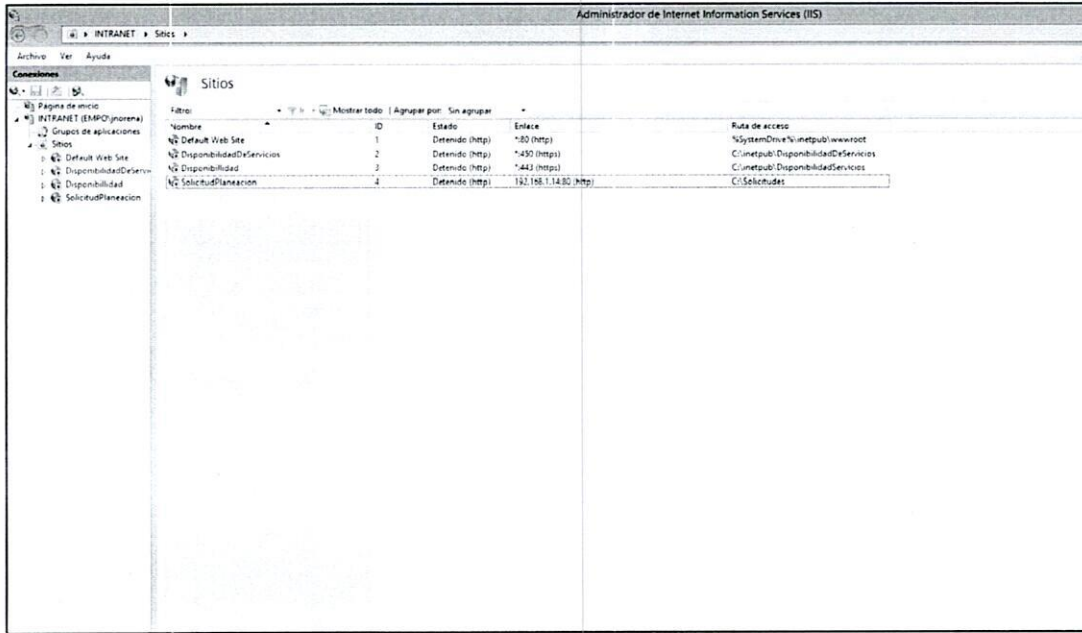 Administrador de Internet Information Services (IIS)
INTRANET ▸ Sitios ▸
Archivo Ver Ayuda
Conexiones
Página de inicio
INTRANET (EMPO\jnorena)
Grupos de aplicaciones
Sitios
Default Web Site
DisponibilidadDeServi
Disponibillidad
SolicitudPlaneacion
Sitios
Filtro: Mostrar todo Agrupar por: Sin agrupar
Nombre ID Estado Enlace Ruta de acceso
Default Web Site 1 Detenido (http) *:80 (http) %SystemDrive%\inetpub\wwwroot
DisponibilidadDeServicios 2 Detenido (http) *:450 (https) C:\inetpub\DisponibilidadDeServicios
Disponibillidad 3 Detenido (http) *:443 (https) C:\inetpub\DisponibilidadServicios
SolicitudPlaneacion 4 Detenido (http) 192.168.1.14:80 (http) C:\Solicitudes